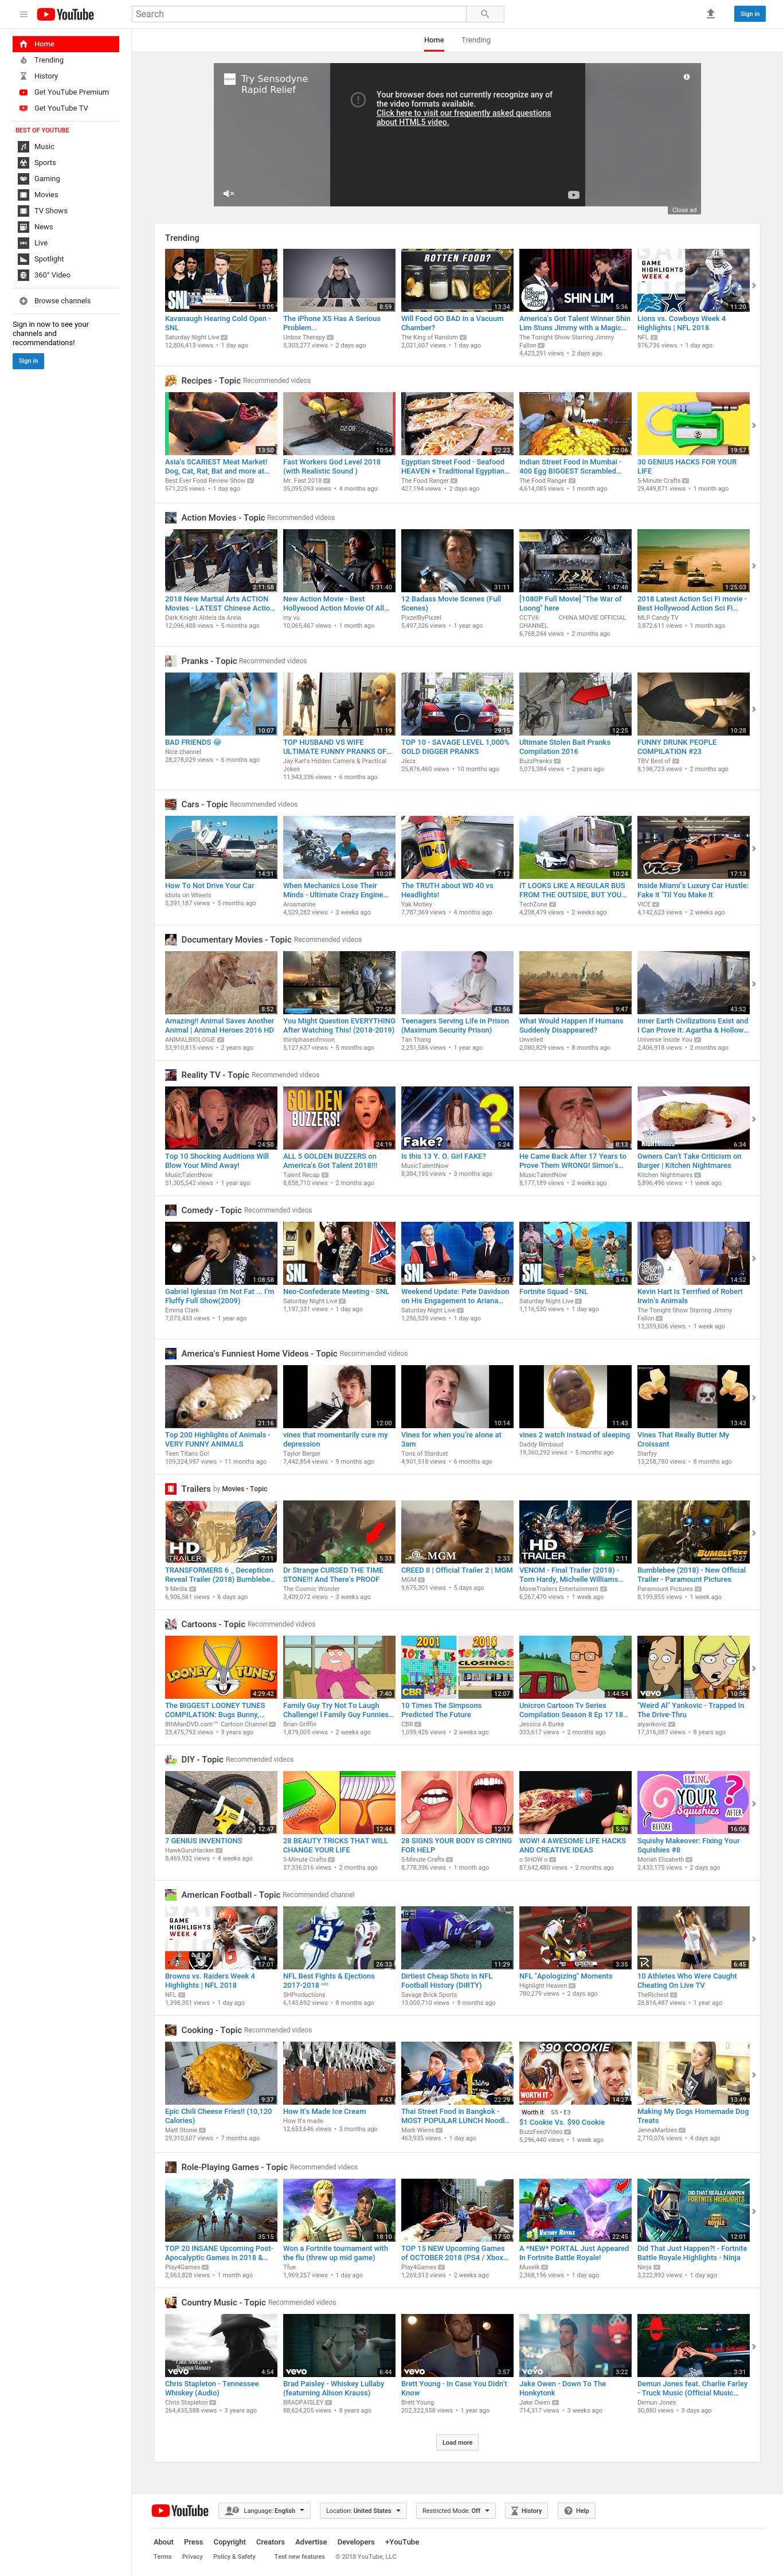 YouTube
Search
Sign in
Home
Trending
History
Get YouTube Premium
Get YouTube TV
BEST OF YOUTUBE
Music
Sports
Gaming
Movies
TV Shows
News
Live
Spotlight
360° Video
Browse channels
Sign in now to see your
channels and
recommendations!
Sign in
Home Trending
Try Sensodyne
Rapid Relief
Your browser does not currently recognize any of
the video formats available.
Click here to visit our frequently asked questions
about HTML5 video.
Close ad
Trending
Kavanaugh Hearing Cold Open -
SNL
Saturday Night Live
12,806,413 views • 1 day ago
The iPhone XS Has A Serious
Problem...
Unbox Therapy
5,303,277 views • 2 days ago
Will Food GO BAD in a Vacuum
Chamber?
The King of Random
2,021,607 views • 1 day ago
America's Got Talent Winner Shin
Lim Stuns Jimmy with a Magic...
The Tonight Show Starring Jimmy
Fallon
4,423,291 views • 2 days ago
Lions vs. Cowboys Week 4
Highlights | NFL 2018
NFL
976,736 views • 1 day ago
Recipes - Topic Recommended videos
Asia's SCARIEST Meat Market!
Dog, Cat, Rat, Bat and more at...
Best Ever Food Review Show
571,225 views • 1 day ago
Fast Workers God Level 2018
(with Realistic Sound )
Mr. Fast 2018
35,095,093 views • 4 months ago
Egyptian Street Food - Seafood
HEAVEN + Traditional Egyptian...
The Food Ranger
427,194 views • 2 days ago
Indian Street Food in Mumbai -
400 Egg BIGGEST Scrambled...
The Food Ranger
4,614,085 views • 1 month ago
30 GENIUS HACKS FOR YOUR
LIFE
5-Minute Crafts
29,449,871 views • 1 month ago
Action Movies - Topic Recommended videos
2018 New Martial Arts ACTION
Movies - LATEST Chinese Actio...
Dark Knight Aldeia da Areia
12,096,488 views • 5 months ago
New Action Movie - Best
Hollywood Action Movie Of All...
my vu
10,065,467 views • 1 month ago
12 Badass Movie Scenes (Full
Scenes)
PixzelByPixzel
5,497,326 views • 1 year ago
[1080P Full Movie] "The War of
Loong" here
CCTV6 CHINA MOVIE OFFICIAL
CHANNEL
6,768,244 views • 2 months ago
2018 Latest Action Sci Fi movie -
Best Hollywood Action Sci Fi...
MLP Candy TV
3,872,611 views • 1 month ago
Pranks - Topic Recommended videos
BAD FRIENDS 😂
Nice channel
28,278,029 views • 6 months ago
TOP HUSBAND VS WIFE
ULTIMATE FUNNY PRANKS OF...
Jay Karl's Hidden Camera & Practical
Jokes
11,943,336 views • 6 months ago
TOP 10 - SAVAGE LEVEL 1,000%
GOLD DIGGER PRANKS
Jixcx
25,876,460 views • 10 months ago
Ultimate Stolen Bait Pranks
Compilation 2016
BuzzPranks
5,075,384 views • 2 years ago
FUNNY DRUNK PEOPLE
COMPILATION #23
TBV Best of
8,198,723 views • 2 months ago
Cars - Topic Recommended videos
How To Not Drive Your Car
Idiots on Wheels
5,391,187 views • 5 months ago
When Mechanics Lose Their
Minds - Ultimate Crazy Engine...
Arosmarine
4,529,282 views • 3 weeks ago
The TRUTH about WD 40 vs
Headlights!
Yak Motley
7,787,369 views • 4 months ago
IT LOOKS LIKE A REGULAR BUS
FROM THE OUTSIDE, BUT YOU...
TechZone
4,208,479 views • 2 weeks ago
Inside Miami's Luxury Car Hustle:
Fake it 'Til You Make It
VICE
4,142,623 views • 2 weeks ago
Documentary Movies - Topic Recommended videos
Amazing!! Animal Saves Another
Animal | Animal Heroes 2016 HD
ANIMALBIOLOGIE
53,910,815 views • 2 years ago
You Might Question EVERYTHING
After Watching This! (2018-2019)
thirdphaseofmoon
5,127,637 views • 5 months ago
Teenagers Serving Life in Prison
(Maximum Security Prison)
Tan Thang
2,251,586 views • 1 year ago
What Would Happen If Humans
Suddenly Disappeared?
Unveiled
2,080,829 views • 8 months ago
Inner Earth Civilizations Exist and
I Can Prove It: Agartha & Hollow...
Universe Inside You
2,406,918 views • 2 months ago
Reality TV - Topic Recommended videos
Top 10 Shocking Auditions Will
Blow Your Mind Away!
MusicTalentNow
51,305,542 views • 1 year ago
ALL 5 GOLDEN BUZZERS on
America's Got Talent 2018!!!
Talent Recap
8,858,710 views • 2 months ago
Is this 13 Y. O. Girl FAKE?
MusicTalentNow
8,384,195 views • 3 months ago
He Came Back After 17 Years to
Prove Them WRONG! Simon's...
MusicTalentNow
8,177,189 views • 2 weeks ago
Owners Can't Take Criticism on
Burger | Kitchen Nightmares
Kitchen Nightmares
5,896,496 views • 1 week ago
Comedy - Topic Recommended videos
Gabriel Iglesias I'm Not Fat ... I'm
Fluffy Full Show(2009)
Emma Clark
7,073,433 views • 1 year ago
Neo-Confederate Meeting - SNL
Saturday Night Live
1,197,331 views • 1 day ago
Weekend Update: Pete Davidson
on His Engagement to Ariana...
Saturday Night Live
1,256,539 views • 1 day ago
Fortnite Squad - SNL
Saturday Night Live
1,116,530 views • 1 day ago
Kevin Hart Is Terrified of Robert
Irwin's Animals
The Tonight Show Starring Jimmy
Fallon
13,359,606 views • 1 week ago
America's Funniest Home Videos - Topic Recommended videos
Top 200 Highlights of Animals -
VERY FUNNY ANIMALS
Teen Titans Go!
109,324,997 views • 11 months ago
vines that momentarily cure my
depression
Taylor Berger
7,442,854 views • 9 months ago
Vines for when you're alone at
3am
Tons of Stardust
4,901,518 views • 6 months ago
vines 2 watch instead of sleeping
Daddy Rimbaud
19,360,292 views • 5 months ago
Vines That Really Butter My
Croissant
Starfyy
13,258,780 views • 8 months ago
Trailers by Movies - Topic
TRANSFORMERS 6 _ Decepticon
Reveal Trailer (2018) Bumblebe...
9 Media
6,906,561 views • 6 days ago
Dr Strange CURSED THE TIME
STONE!!! And There's PROOF
The Cosmic Wonder
3,409,072 views • 3 weeks ago
CREED II | Official Trailer 2 | MGM
MGM
9,675,301 views • 5 days ago
VENOM - Final Trailer (2018) -
Tom Hardy, Michelle Williams...
MovieTrailers Entertainment
6,267,470 views • 1 week ago
Bumblebee (2018) - New Official
Trailer - Paramount Pictures
Paramount Pictures
8,199,855 views • 1 week ago
Cartoons - Topic Recommended videos
The BIGGEST LOONEY TUNES
COMPILATION: Bugs Bunny,...
8thManDVD.com™ Cartoon Channel
23,475,792 views • 3 years ago
Family Guy Try Not To Laugh
Challenge! l Family Guy Funnies...
Brian Griffin
1,879,005 views • 2 weeks ago
10 Times The Simpsons
Predicted The Future
CBR
1,059,426 views • 2 weeks ago
Unicron Cartoon Tv Series
Compilation Season 8 Ep 17 18...
Jessica A Burke
333,617 views • 2 months ago
"Weird Al" Yankovic - Trapped In
The Drive-Thru
alyankovic
17,316,087 views • 8 years ago
DIY - Topic Recommended videos
7 GENIUS INVENTIONS
HawkGuruHacker
8,469,932 views • 4 weeks ago
28 BEAUTY TRICKS THAT WILL
CHANGE YOUR LIFE
5-Minute Crafts
37,336,016 views • 2 months ago
28 SIGNS YOUR BODY IS CRYING
FOR HELP
5-Minute Crafts
8,778,396 views • 1 month ago
WOW! 4 AWESOME LIFE HACKS
AND CREATIVE IDEAS
o SHOW o
87,642,480 views • 2 months ago
Squishy Makeover: Fixing Your
Squishies #8
Moriah Elizabeth
2,433,175 views • 2 days ago
American Football - Topic Recommended channel
Browns vs. Raiders Week 4
Highlights | NFL 2018
NFL
1,398,351 views • 1 day ago
NFL Best Fights & Ejections
2017-2018 ᴴᴰ
SHProductions
6,143,692 views • 8 months ago
Dirtiest Cheap Shots in NFL
Football History (DIRTY)
Savage Brick Sports
13,000,710 views • 9 months ago
NFL "Apologizing" Moments
Highlight Heaven
780,279 views • 2 days ago
10 Athletes Who Were Caught
Cheating On Live TV
TheRichest
28,816,487 views • 1 year ago
Cooking - Topic Recommended videos
Epic Chili Cheese Fries!! (10,120
Calories)
Matt Stonie
29,310,607 views • 7 months ago
How It's Made Ice Cream
How It's made
12,653,646 views • 3 months ago
Thai Street Food in Bangkok -
MOST POPULAR LUNCH Noodl...
Mark Wiens
463,935 views • 1 day ago
Worth It S5 • E3
$1 Cookie Vs. $90 Cookie
BuzzFeedVideo
5,296,440 views • 1 week ago
Making My Dogs Homemade Dog
Treats
JennaMarbles
2,710,076 views • 4 days ago
Role-Playing Games - Topic Recommended videos
TOP 20 INSANE Upcoming Post-
Apocalyptic Games in 2018 &...
Play4Games
2,563,828 views • 1 month ago
Won a Fortnite tournament with
the flu (threw up mid game)
Tfue
1,969,257 views • 1 day ago
TOP 15 NEW Upcoming Games
of OCTOBER 2018 (PS4 / Xbox...
Play4Games
1,269,513 views • 2 weeks ago
A *NEW* PORTAL Just Appeared
In Fortnite Battle Royale!
Muselk
2,368,196 views • 1 day ago
Did That Just Happen?! - Fortnite
Battle Royale Highlights - Ninja
Ninja
3,222,892 views • 1 day ago
Country Music - Topic Recommended videos
Chris Stapleton - Tennessee
Whiskey (Audio)
Chris Stapleton
264,435,588 views • 3 years ago
Brad Paisley - Whiskey Lullaby
(featuring Alison Krauss)
BRADPAISLEY
88,624,205 views • 8 years ago
Brett Young - In Case You Didn't
Know
Brett Young
202,322,558 views • 1 year ago
Jake Owen - Down To The
Honkytonk
Jake Owen
714,317 views • 3 weeks ago
Demun Jones feat. Charlie Farley
- Truck Music (Official Music...
Demun Jones
30,880 views • 3 days ago
Load more
YouTube
Language: English
Location: United States
Restricted Mode: Off
History
Help
About Press Copyright Creators Advertise Developers +YouTube
Terms Privacy Policy & Safety Test new features © 2018 YouTube, LLC